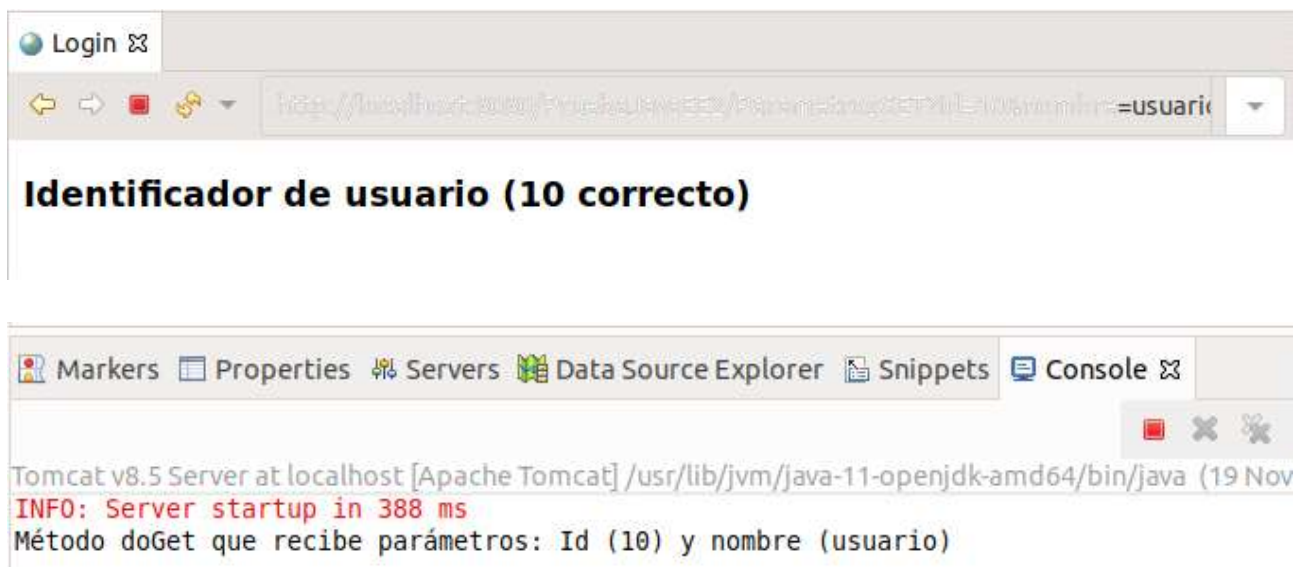 Login
=usuario
Identificador de usuario (10 correcto)
Markers Properties Servers Data Source Explorer Snippets Console
Tomcat v8.5 Server at localhost [Apache Tomcat] /usr/lib/jvm/java-11-openjdk-amd64/bin/java (19 Nov
INFO: Server startup in 388 ms
Método doGet que recibe parámetros: Id (10) y nombre (usuario)